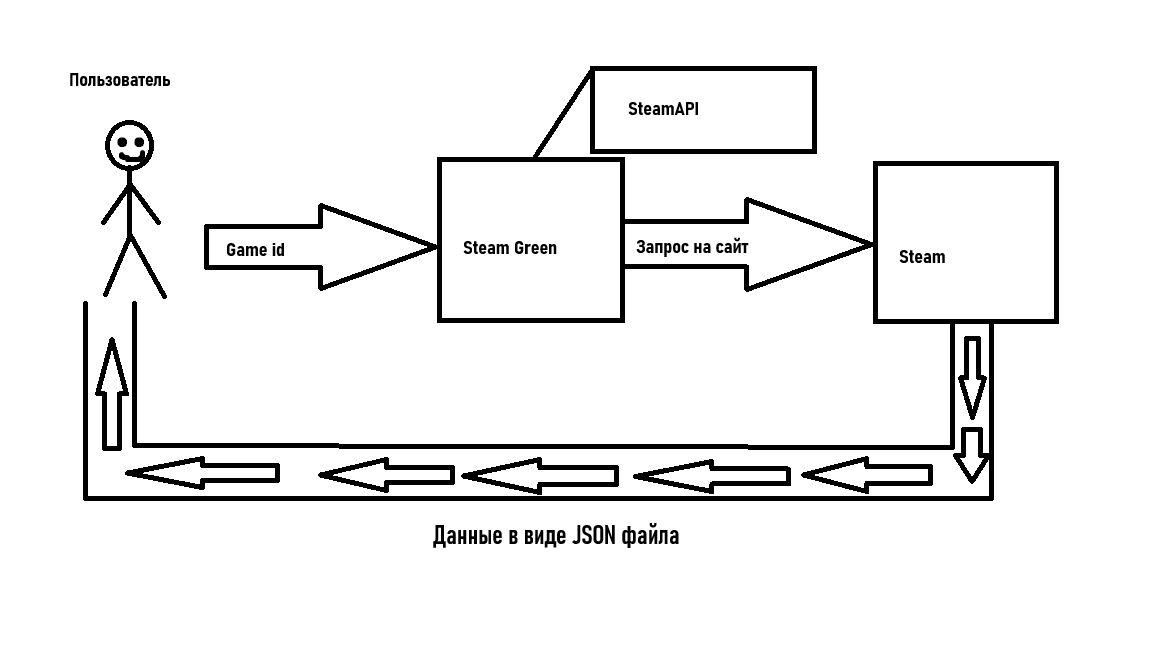 Пользователь
SteamAPI
Game id
Steam Green
Запрос на сайт
Steam
Данные в виде JSON файла